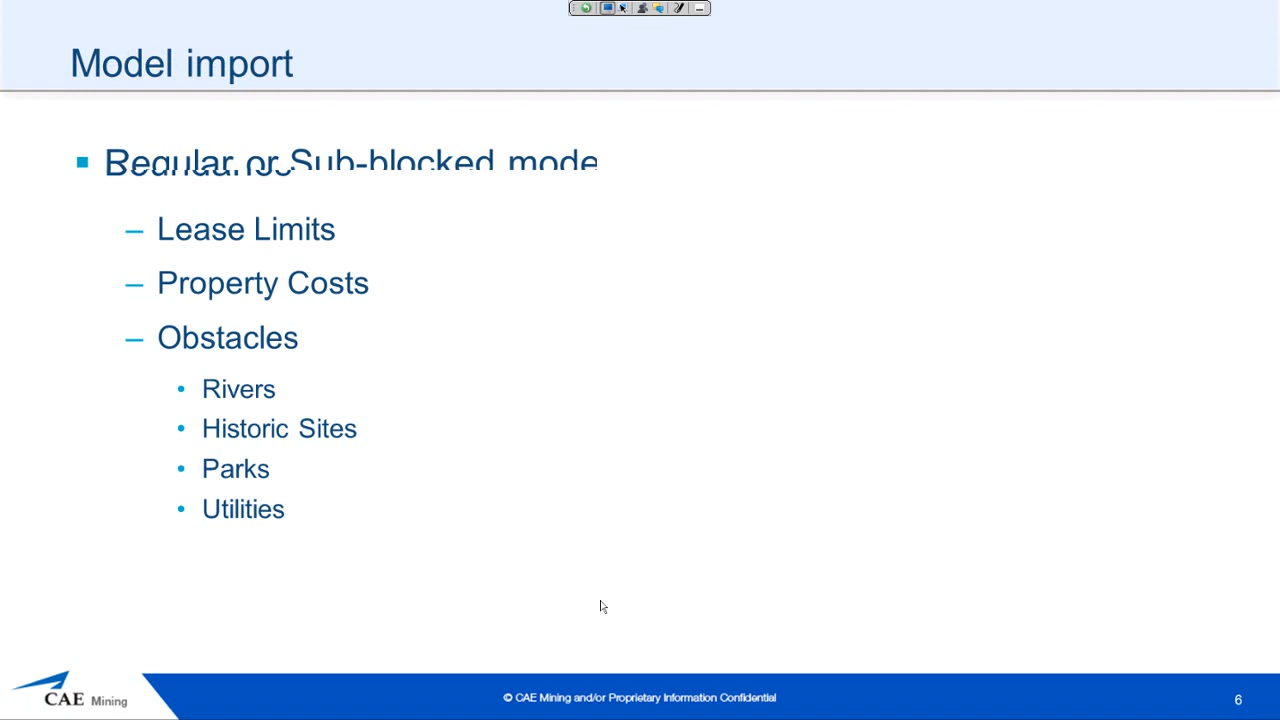 Model import
Regular or Sub-blocked mode
– Lease Limits
– Property Costs
– Obstacles
• Rivers
• Historic Sites
• Parks
• Utilities
CAE Mining
© CAE Mining and/or Proprietary Information Confidential
6